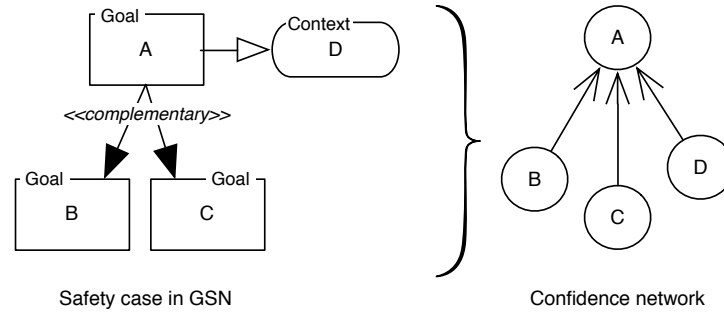 Goal
A
Context
D
<<complementary>>
Goal
B
Goal
C
Safety case in GSN
A
B
C
D
Confidence network